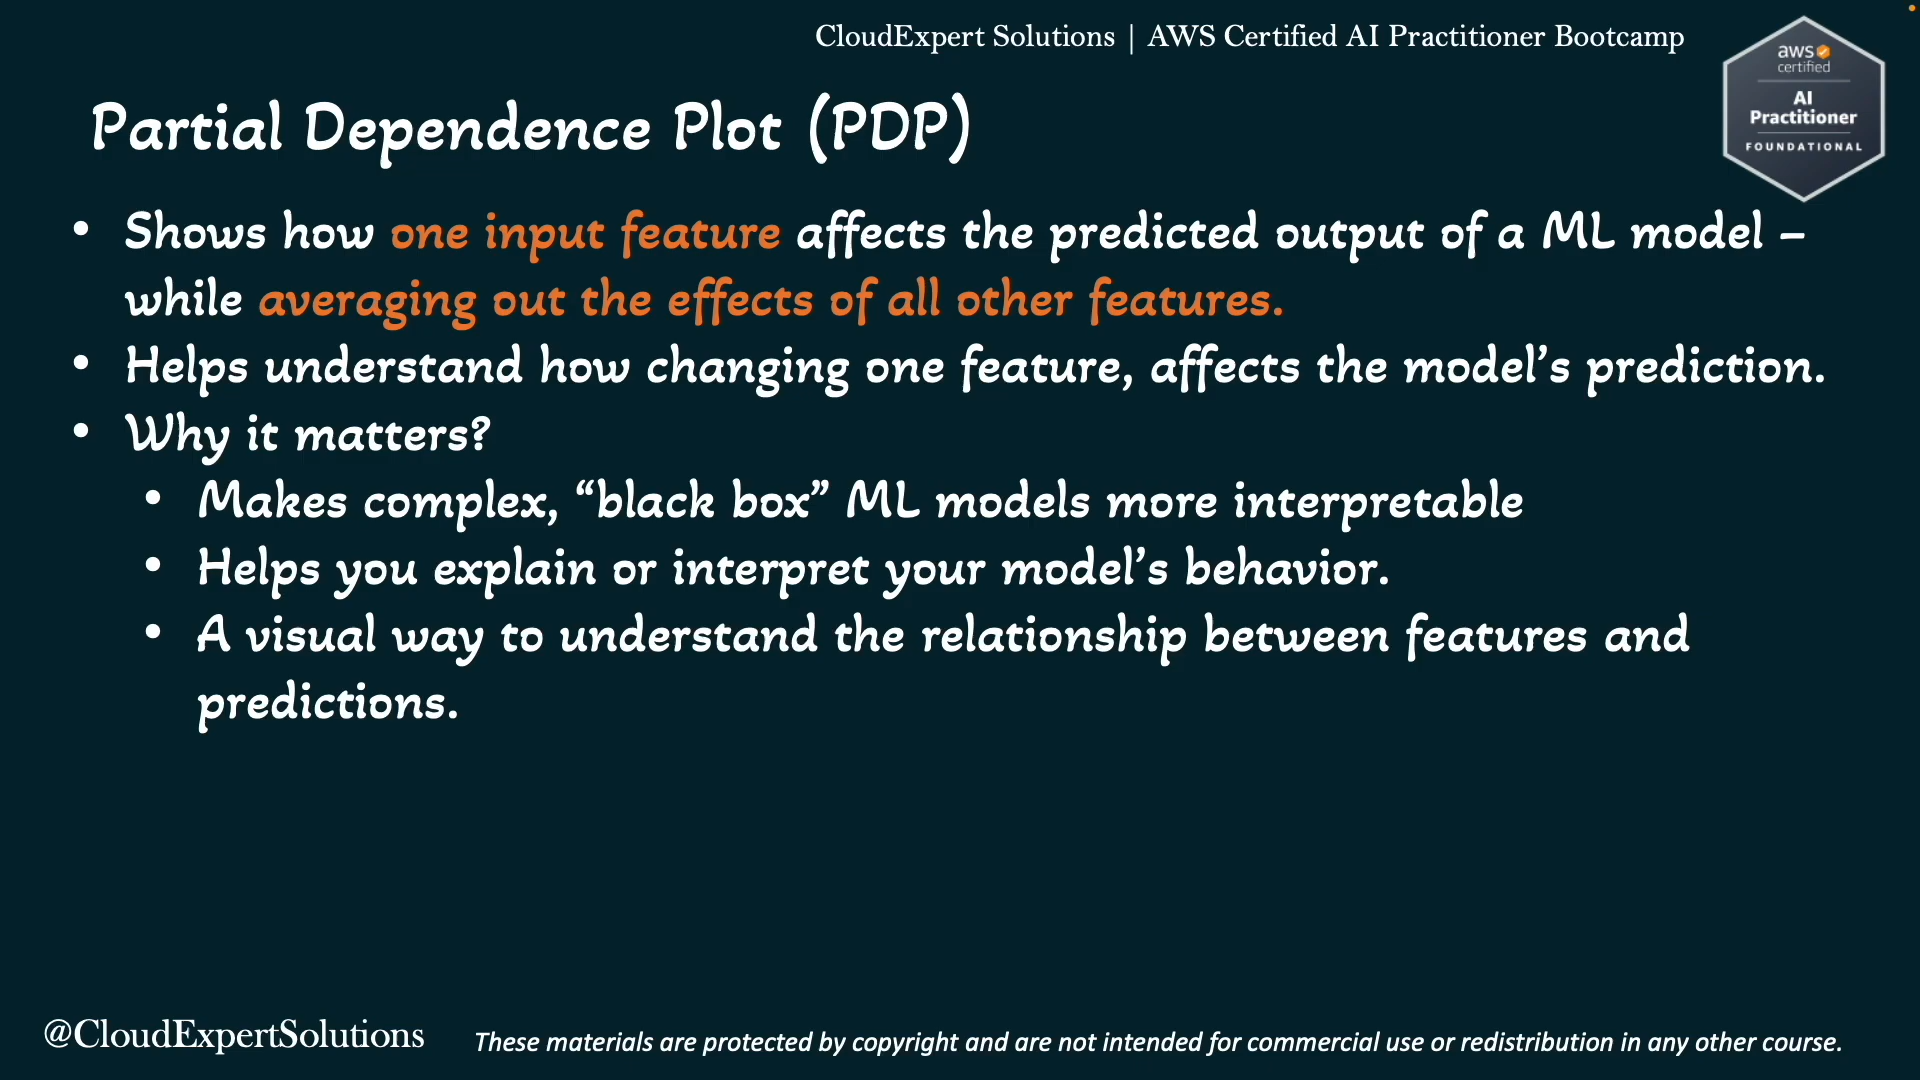 CloudExpert Solutions | AWS Certified AI Practitioner Bootcamp
aws
certified
AI
Practitioner
FOUNDATIONAL
Partial Dependence Plot (PDP)
• Shows how one input feature affects the predicted output of a ML model –
while averaging out the effects of all other features.
• Helps understand how changing one feature, affects the model’s prediction.
• Why it matters?
• Makes complex, “black box” ML models more interpretable
• Helps you explain or interpret your model’s behavior.
• A visual way to understand the relationship between features and
predictions.
@CloudExpertSolutions
These materials are protected by copyright and are not intended for commercial use or redistribution in any other course.